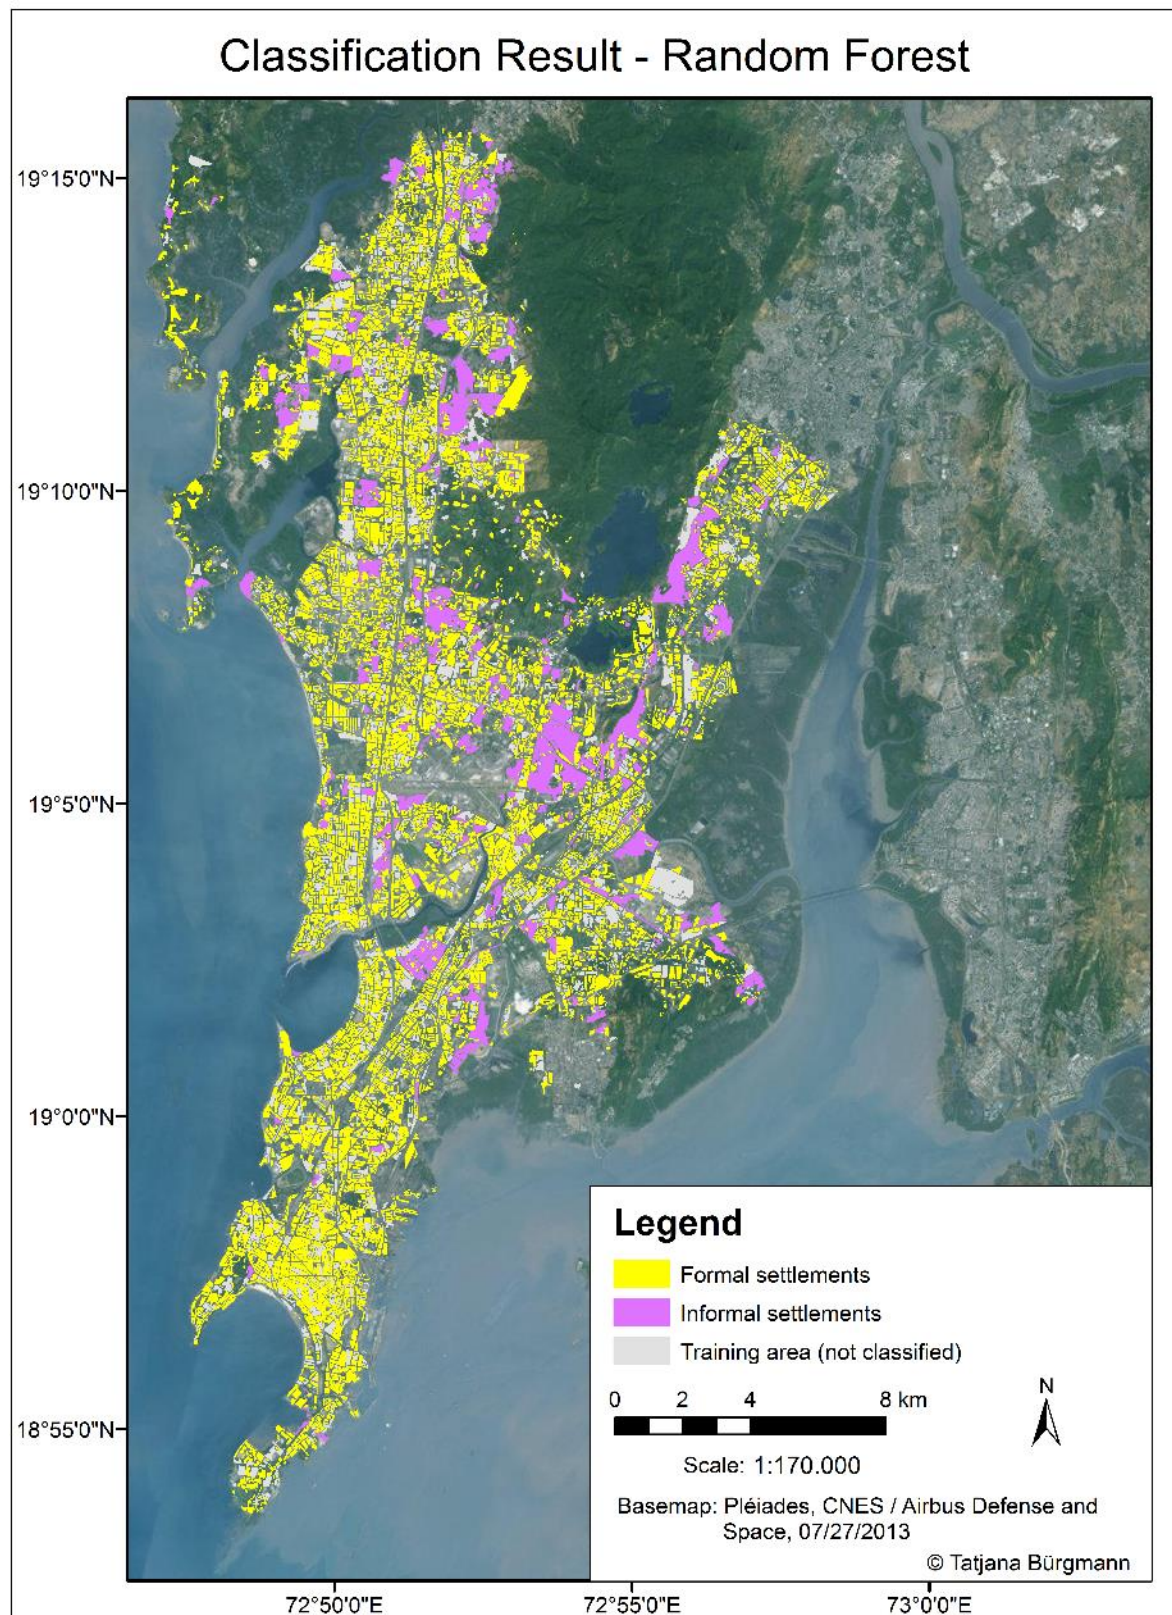 Classification Result - Random Forest
19°15'0"N
19°10'0"N
19°5'0"N
19°0'0"N
18°55'0"N
Legend
Formal settlements
Informal settlements
Training area (not classified)
0 2 4 8 km
N
Scale: 1:170.000
Basemap: Pléiades, CNES / Airbus Defense and
Space, 07/27/2013
© Tatjana Bürgmann
72°50'0"E 72°55'0"E 73°0'0"E